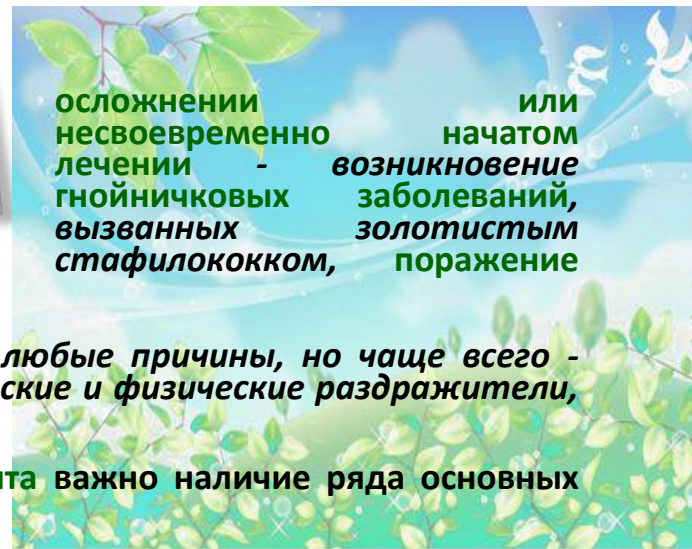 осложнении или
несвоевременно начатом
лечении - возникновение
гнойничковых заболеваний,
вызванных золотистым
стафилококком, поражение
любые причины, но чаще всего -
ские и физические раздражители,
та важно наличие ряда основных